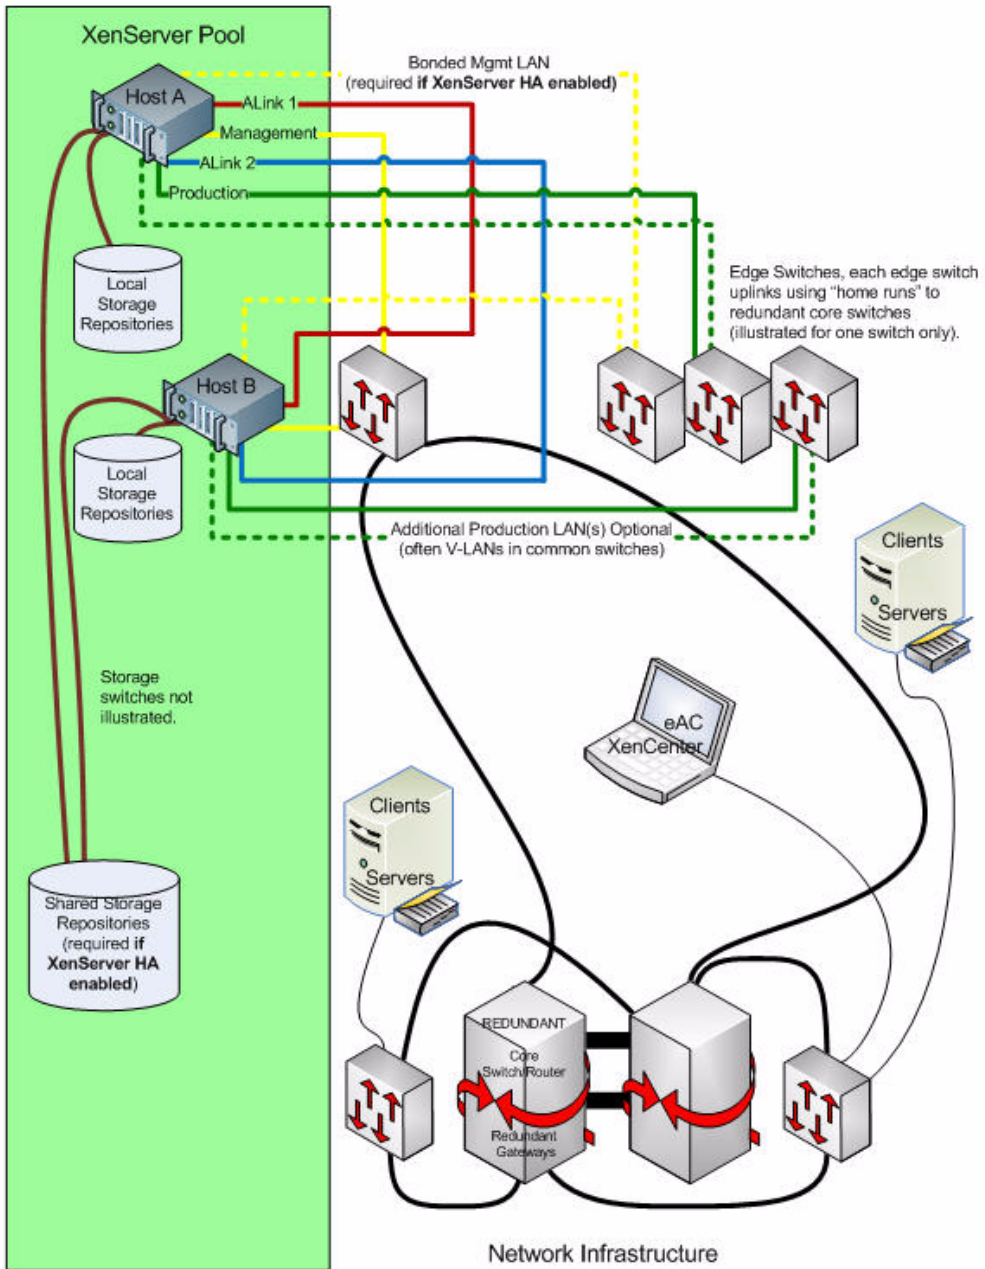 XenServer Pool
Bonded Mgmt LAN
(required if XenServer HA enabled)
Host A
ALink 1
Management
ALink 2
Production
Local
Storage
Repositories
Edge Switches, each edge switch
uplinks using “home runs” to
redundant core switches
(illustrated for one switch only).
Host B
Local
Storage
Repositories
Additional Production LAN(s) Optional
(often V-LANs in common switches)
Clients
Servers
Storage
switches not
illustrated.
eAC
XenCenter
Clients
Servers
Shared Storage
Repositories
(required if
XenServer HA
enabled)
REDUNDANT
Core
Switch/Router
Redundant
Gateways
Network Infrastructure